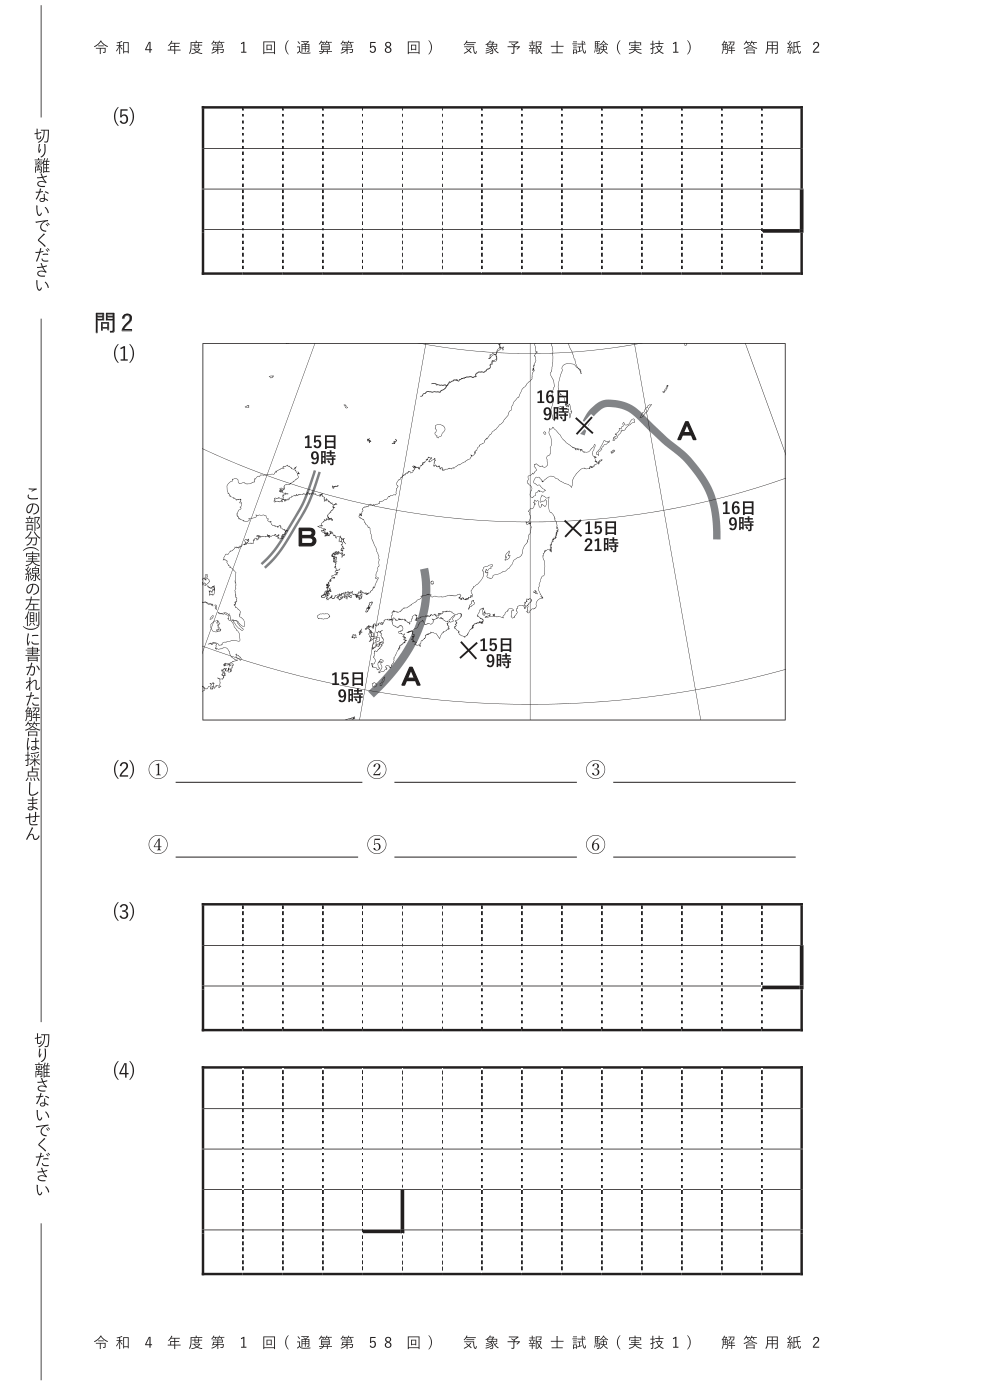 令和4年度第1回(通算第58回) 気象予報士試験(実技1) 解答用紙2
切り離さないでください
この部分(実線の左側)に書かれた解答は採点しません
切り離さないでください
(5)
問2
(1)
16日
9時
A
15日
9時
B
16日
9時
15日
21時
15日
9時
15日
9時
A
(2) ① ② ③
④ ⑤ ⑥
(3)
(4)
令和4年度第1回(通算第58回) 気象予報士試験(実技1) 解答用紙2